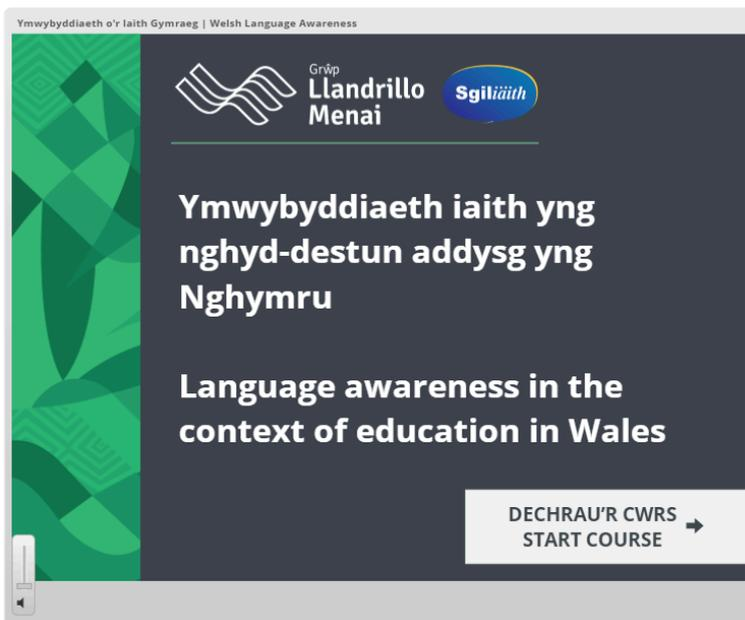 Ymwybyddiaeth o'r Iaith Gymraeg | Welsh Language Awareness
Grŵp
Llandrillo
Menai
Sgiliaith
Ymwybyddiaeth iaith yng
nghyd-destun addysg yng
Nghymru
Language awareness in the
context of education in Wales
DECHRAU'R CWRS
START COURSE